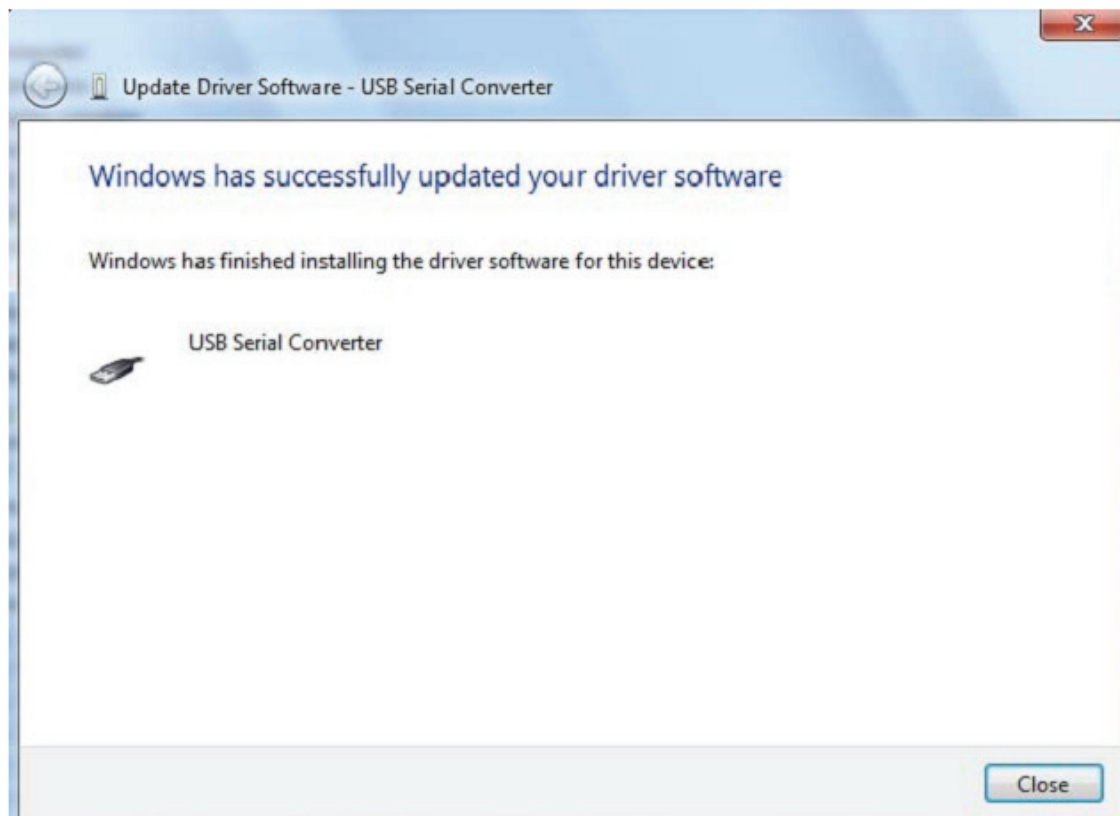 Update Driver Software - USB Serial Converter
Windows has successfully updated your driver software
Windows has finished installing the driver software for this device:
USB Serial Converter
Close